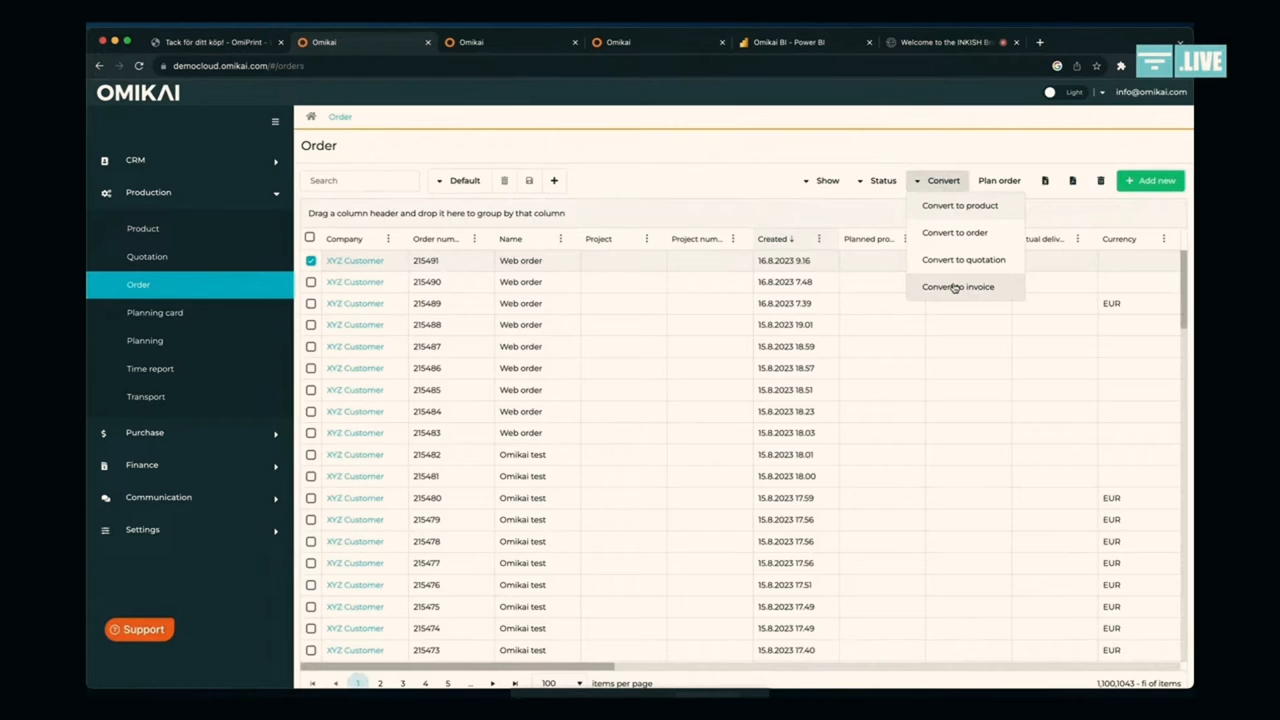 Tack för ditt köp! - OmiPrint -
Omikai
Omikai
Omikai
Omikai BI - Power BI
Welcome to the INKISH B
.LIVE
democloud.omikai.com/#/orders
OMIKAI
Light
info@omikai.com
Order
Order
CRM
Production
Product
Quotation
Order
Planning card
Planning
Time report
Transport
Purchase
Finance
Communication
Settings
Support
Search
Default
Show
Status
Convert
Plan order
+ Add new
Convert to product
Convert to order
Convert to quotation
Convert to invoice
Drag a column header and drop it here to group by that column
Company Order num... Name Project Project num... Created ↓ Planned pro... tual deliv... Currency
XYZ Customer 215491 Web order 16.8.2023 9.16
XYZ Customer 215490 Web order 16.8.2023 7.48
XYZ Customer 215489 Web order 16.8.2023 7.39 EUR
XYZ Customer 215488 Web order 15.8.2023 19.01
XYZ Customer 215487 Web order 15.8.2023 18.59
XYZ Customer 215486 Web order 15.8.2023 18.57
XYZ Customer 215485 Web order 15.8.2023 18.51
XYZ Customer 215484 Web order 15.8.2023 18.23
XYZ Customer 215483 Web order 15.8.2023 18.03
XYZ Customer 215482 Omikai test 15.8.2023 18.01
XYZ Customer 215481 Omikai test 15.8.2023 18.00
XYZ Customer 215480 Omikai test 15.8.2023 17.59 EUR
XYZ Customer 215479 Omikai test 15.8.2023 17.56 EUR
XYZ Customer 215478 Omikai test 15.8.2023 17.56 EUR
XYZ Customer 215477 Omikai test 15.8.2023 17.56 EUR
XYZ Customer 215476 Omikai test 15.8.2023 17.51 EUR
XYZ Customer 215475 Omikai test 15.8.2023 17.49 EUR
XYZ Customer 215474 Omikai test 15.8.2023 17.49 EUR
XYZ Customer 215473 Omikai test 15.8.2023 17.40 EUR
1 2 3 4 5 ... 100 items per page 1,100,1043 - fi of items